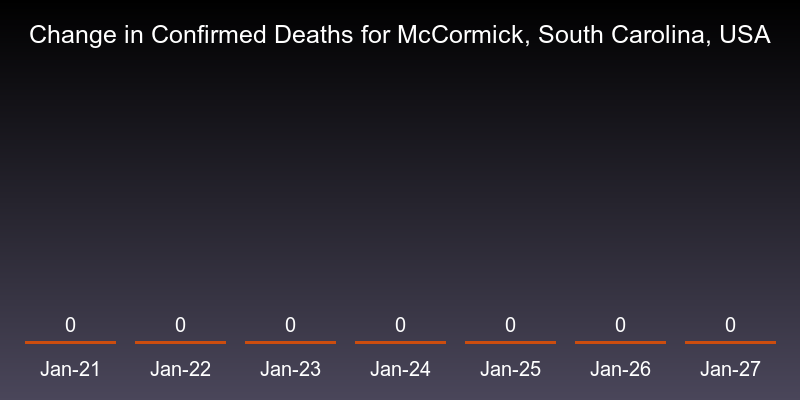 Change in Confirmed Deaths for McCormick, South Carolina, USA
0 0 0 0 0 0 0
Jan-21 Jan-22 Jan-23 Jan-24 Jan-25 Jan-26 Jan-27